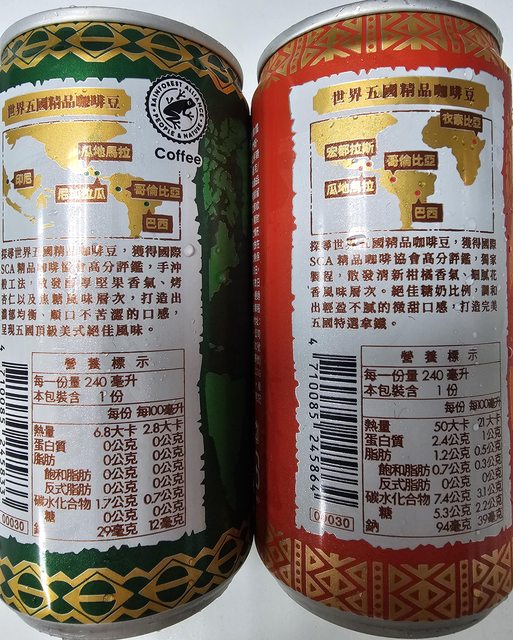 世界五國精品咖啡豆
RAINFOREST ALLIANCE
PEOPLE & NATURE
Coffee
瓜地馬拉
印尼
尼加拉瓜
哥倫比亞
巴西
探尋世界五國精品咖啡豆，獲得國際
SCA精品咖啡協會高分評鑑，手沖
般工法，散發醇厚堅果香氣、烤
杏仁以及焦糖風味層次，打造出
濃郁均衡、順口不苦澀的口感，
呈現五國頂級美式絕佳風味。
營養標示
每一份量 240 毫升
本包裝含 1 份
每份 每100毫升
熱量 6.8大卡 2.8大卡
蛋白質 0公克 0公克
脂肪 0公克 0公克
飽和脂肪 0公克 0公克
反式脂肪 0公克 0公克
碳水化合物 1.7公克 0.7公克
糖 0公克 0公克
鈉 29毫克 12毫克
4710085245833
00030
世界五國精品咖啡豆
衣索比亞
宏都拉斯
哥倫比亞
瓜地馬拉
巴西
探尋世界五國精品咖啡豆，獲得國際
SCA 精品咖啡協會高分評鑑，獨家
製程，散發清新柑橘香氣、細膩花
香風味層次。絕佳糖奶比例，調和
出輕盈不膩的微甜口感，打造完美
五國特選拿鐵。
營養標示
每一份量 240 毫升
本包裝含 1 份
每份 每100毫升
熱量 50大卡 21大卡
蛋白質 2.4公克 1公克
脂肪 1.2公克 0.5公克
飽和脂肪 0.7公克 0.3公克
反式脂肪 0公克 0公克
碳水化合物 7.4公克 3.1公克
糖 5.3公克 2.2公克
鈉 94毫克 39毫克
4710085245864
00030